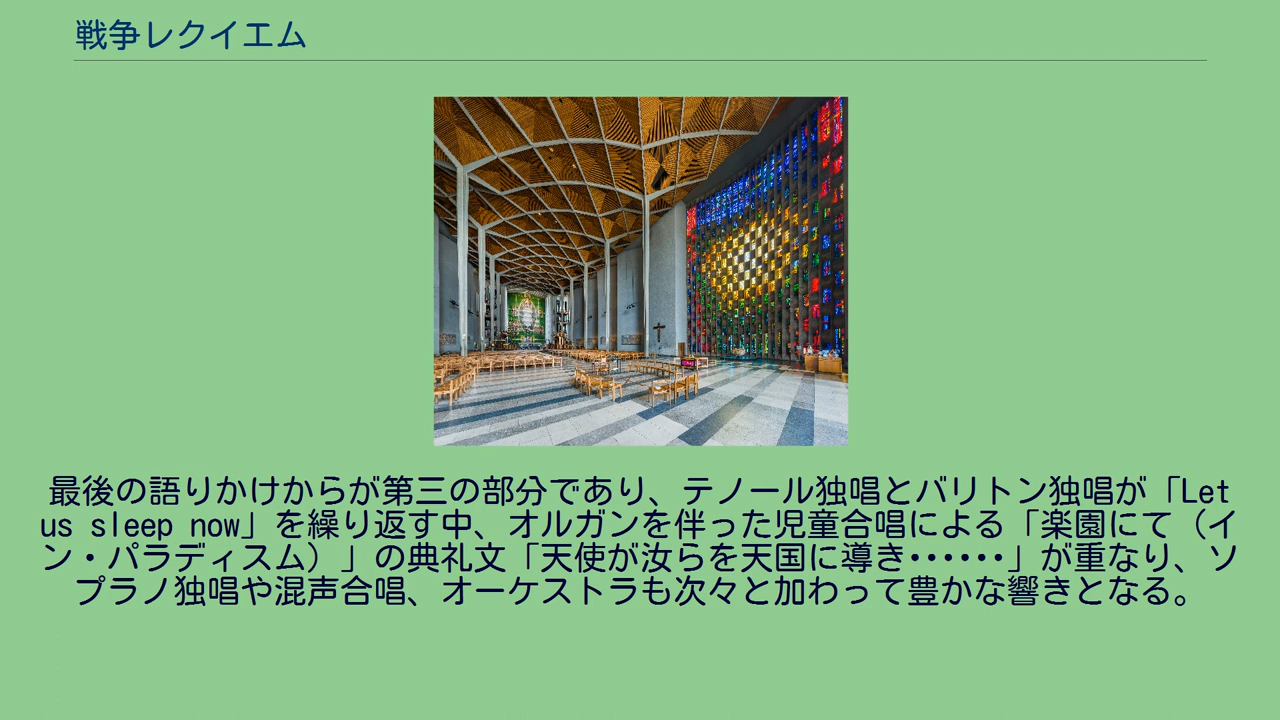 戦争レクイエム
最後の語りかけからが第三の部分であり、テノール独唱とバリトン独唱が「Let
us sleep now」を繰り返す中、オルガンを伴った児童合唱による「楽園にて（イ
ン・パラディスム）」の典礼文「天使が汝らを天国に導き・・・・・・」が重なり、ソ
プラノ独唱や混声合唱、オーケストラも次々と加わって豊かな響きとなる。